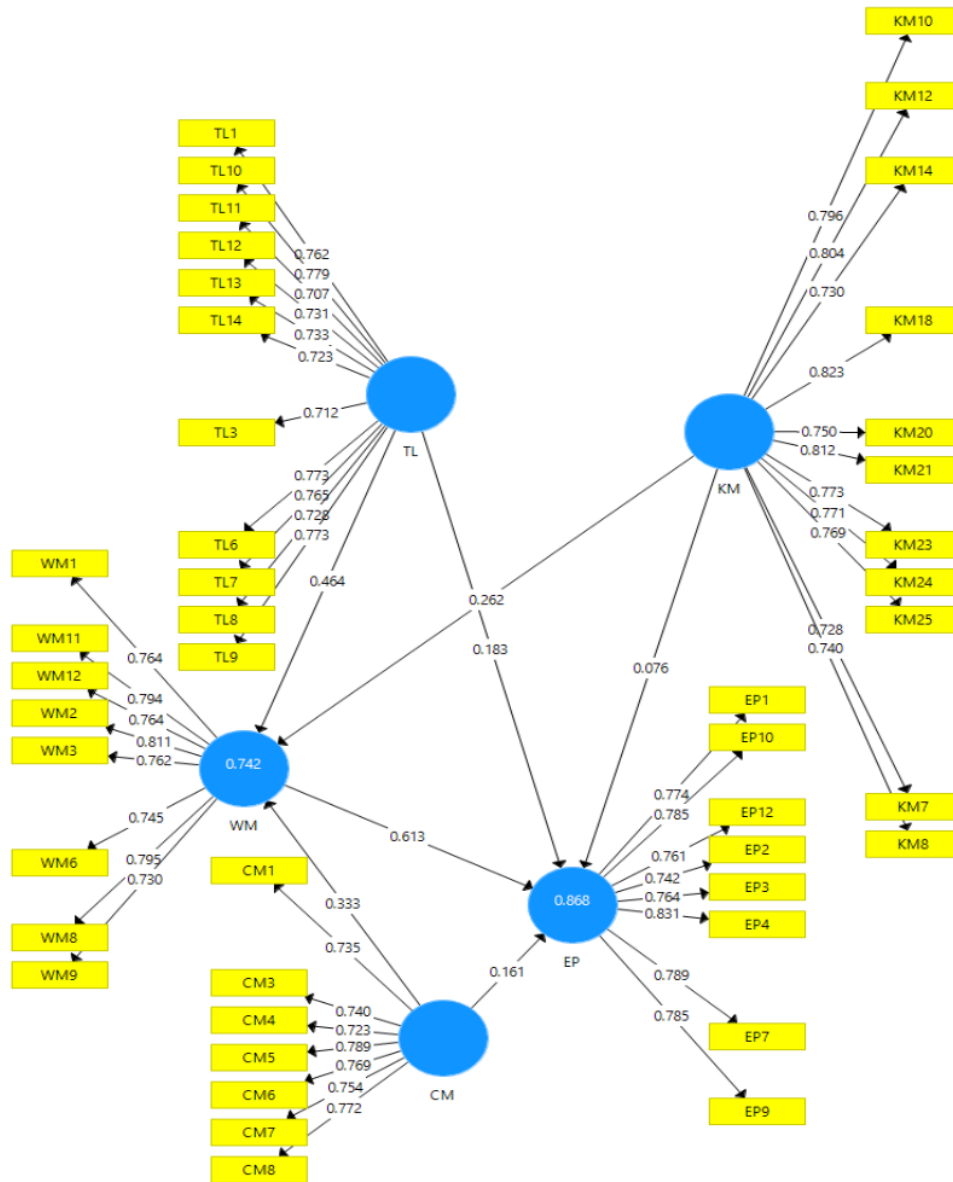 KM10
KM12
KM14
TL1
TL10
TL11
TL12
TL13
TL14
0.762
0.779
0.707
0.731
0.733
0.723
0.796
0.804
0.730
KM18
0.823
0.712
TL3
TL
0.750
0.812
KM20
KM21
KM
0.773
0.765
0.728
0.773
0.773
0.771
0.769
KM23
KM24
KM25
TL6
TL7
TL8
TL9
0.464
0.262
0.183
0.728
0.740
0.076
WM1
WM11
WM12
WM2
WM3
0.764
0.794
0.764
0.811
0.762
0.742
WM
EP1
EP10
0.774
0.785
KM7
KM8
0.745
0.795
0.730
WM6
WM8
WM9
0.613
EP12
EP2
EP3
EP4
0.761
0.742
0.764
0.831
0.868
EP
CM1
0.333
0.735
0.161
0.789
0.785
EP7
EP9
CM3
CM4
CM5
CM6
CM7
CM8
0.740
0.723
0.789
0.769
0.754
0.772
CM